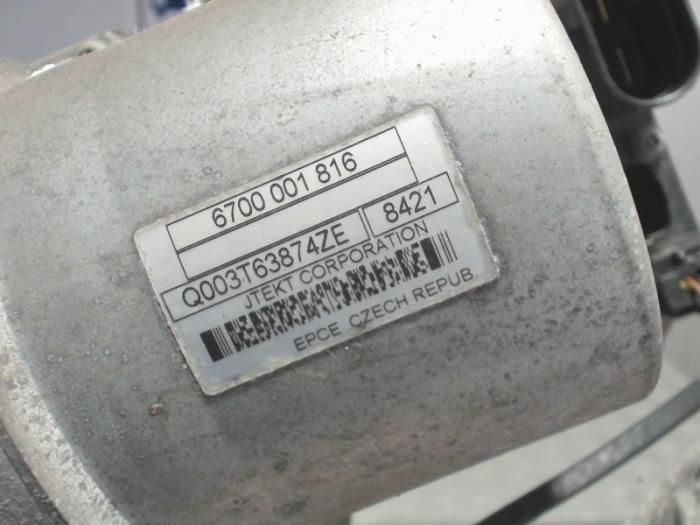 6700 001 816
Q003T63874ZE 8421
JTEKT CORPORATION
EPCE CZECH REPUB.